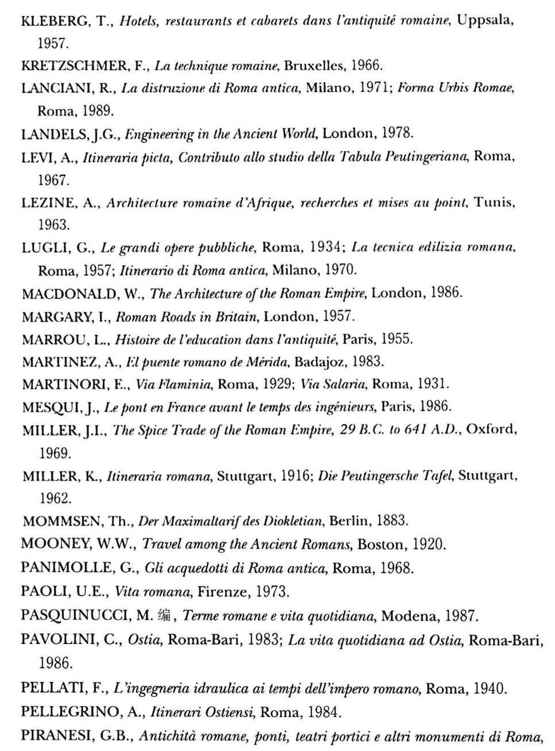 KLEBERG, T., Hotels, restaurants et cabarets dans l'antiquité romaine, Uppsala,
1957.
KRETZSCHMER, F., La technique romaine, Bruxelles, 1966.
LANCIANI, R., La distruzione di Roma antica, Milano, 1971; Forma Urbis Romae,
Roma, 1989.
LANDELS, J.G., Engineering in the Ancient World, London, 1978.
LEVI, A., Itineraria picta, Contributo allo studio della Tabula Peutingeriana, Roma,
1967.
LEZINE, A., Architecture romaine d'Afrique, recherches et mises au point, Tunis,
1963.
LUGLI, G., Le grandi opere pubbliche, Roma, 1934; La tecnica edilizia romana,
Roma, 1957; Itinerario di Roma antica, Milano, 1970.
MACDONALD, W., The Architecture of the Roman Empire, London, 1986.
MARGARY, I., Roman Roads in Britain, London, 1957.
MARROU, L., Histoire de l'education dans l'antiquité, Paris, 1955.
MARTINEZ, A., El puente romano de Mérida, Badajoz, 1983.
MARTINORI, E., Via Flaminia, Roma, 1929; Via Salaria, Roma, 1931.
MESQUI, J., Le pont en France avant le temps des ingénieurs, Paris, 1986.
MILLER, J.I., The Spice Trade of the Roman Empire, 29 B.C. to 641 A.D., Oxford,
1969.
MILLER, K., Itineraria romana, Stuttgart, 1916; Die Peutingersche Tafel, Stuttgart,
1962.
MOMMSEN, Th., Der Maximaltarif des Diokletian, Berlin, 1883.
MOONEY, W.W., Travel among the Ancient Romans, Boston, 1920.
PANIMOLLE, G., Gli acquedotti di Roma antica, Roma, 1968.
PAOLI, U.E., Vita romana, Firenze, 1973.
PASQUINUCCI, M. 編, Terme romane e vita quotidiana, Modena, 1987.
PAVOLINI, C., Ostia, Roma-Bari, 1983; La vita quotidiana ad Ostia, Roma-Bari,
1986.
PELLATI, F., L'ingegneria idraulica ai tempi dell'impero romano, Roma, 1940.
PELLEGRINO, A., Itinerari Ostiensi, Roma, 1984.
PIRANESI, G.B., Antichità romane, ponti, teatri portici e altri monumenti di Roma,